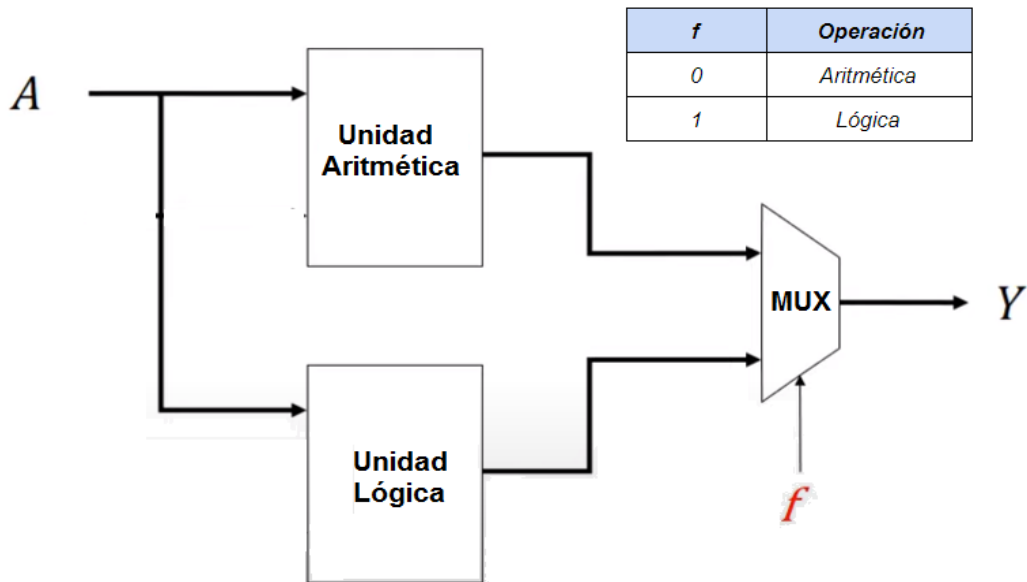 f Operación
0 Aritmética
1 Lógica
A
Unidad
Aritmética
MUX
Y
Unidad
Lógica
f